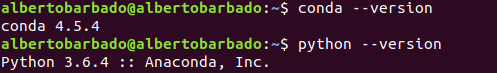 albertobarbado@albertobarbado:~$ conda --version
conda 4.5.4
albertobarbado@albertobarbado:~$ python --version
Python 3.6.4 :: Anaconda, Inc.